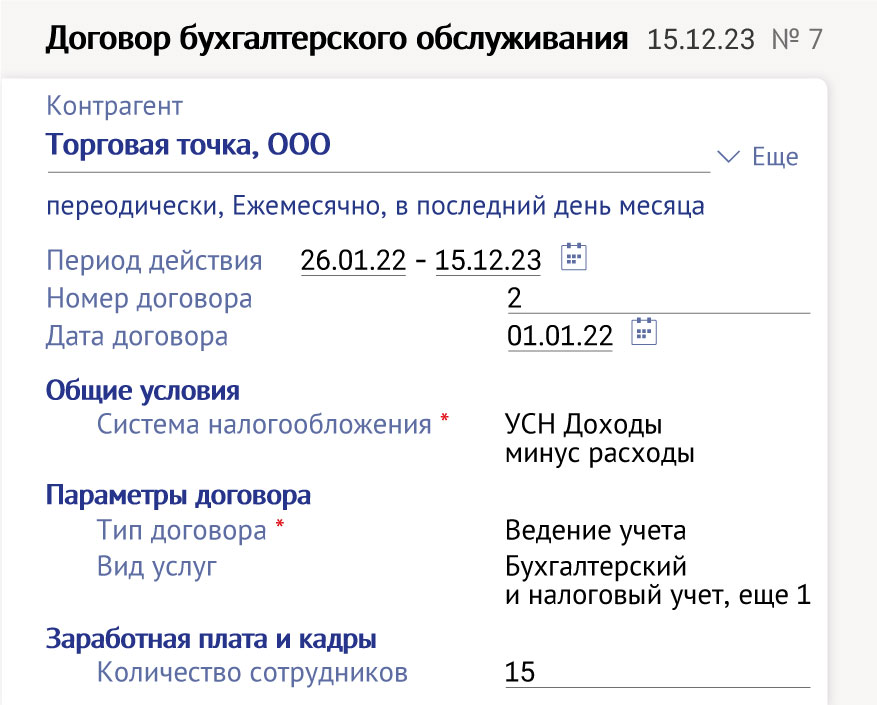 Договор бухгалтерского обслуживания 15.12.23 № 7
Контрагент
Торговая точка, ООО
Еще
переодически, Ежемесячно, в последний день месяца
Период действия 26.01.22 - 15.12.23
Номер договора 2
Дата договора 01.01.22
Общие условия
Система налогообложения * УСН Доходы
минус расходы
Параметры договора
Тип договора * Ведение учета
Вид услуг Бухгалтерский
и налоговый учет, еще 1
Заработная плата и кадры
Количество сотрудников 15